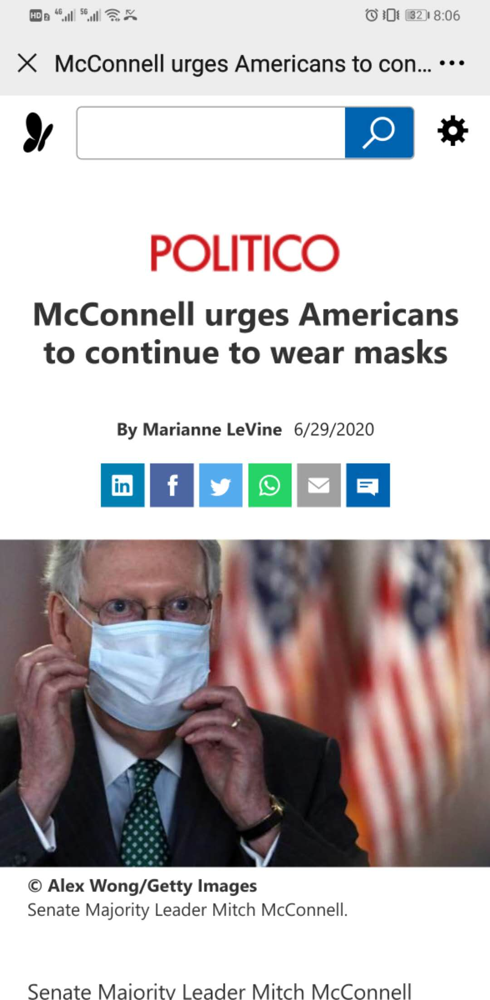 HD 2 4G 5G 32 8:06
McConnell urges Americans to con...
POLITICO
McConnell urges Americans
to continue to wear masks
By Marianne LeVine 6/29/2020
in f
© Alex Wong/Getty Images
Senate Majority Leader Mitch McConnell.
Senate Majority Leader Mitch McConnell